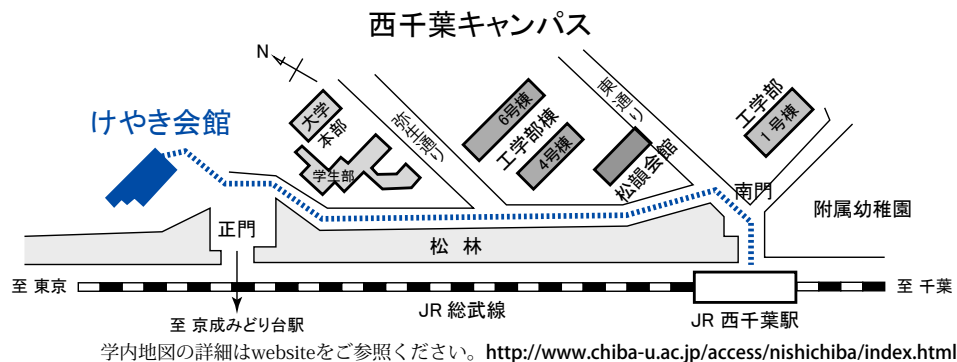 西千葉キャンパス
N
けやき会館
大学
本部
学生部
弥生通り
6号棟
工学部棟
4号棟
東通り
松韻会館
工学部
1号棟
南門
附属幼稚園
正門
松 林
至 東京
JR 総武線
至 千葉
至 京成みどり台駅
JR 西千葉駅
学内地図の詳細はwebsiteをご参照ください。http://www.chiba-u.ac.jp/access/nishichiba/index.html